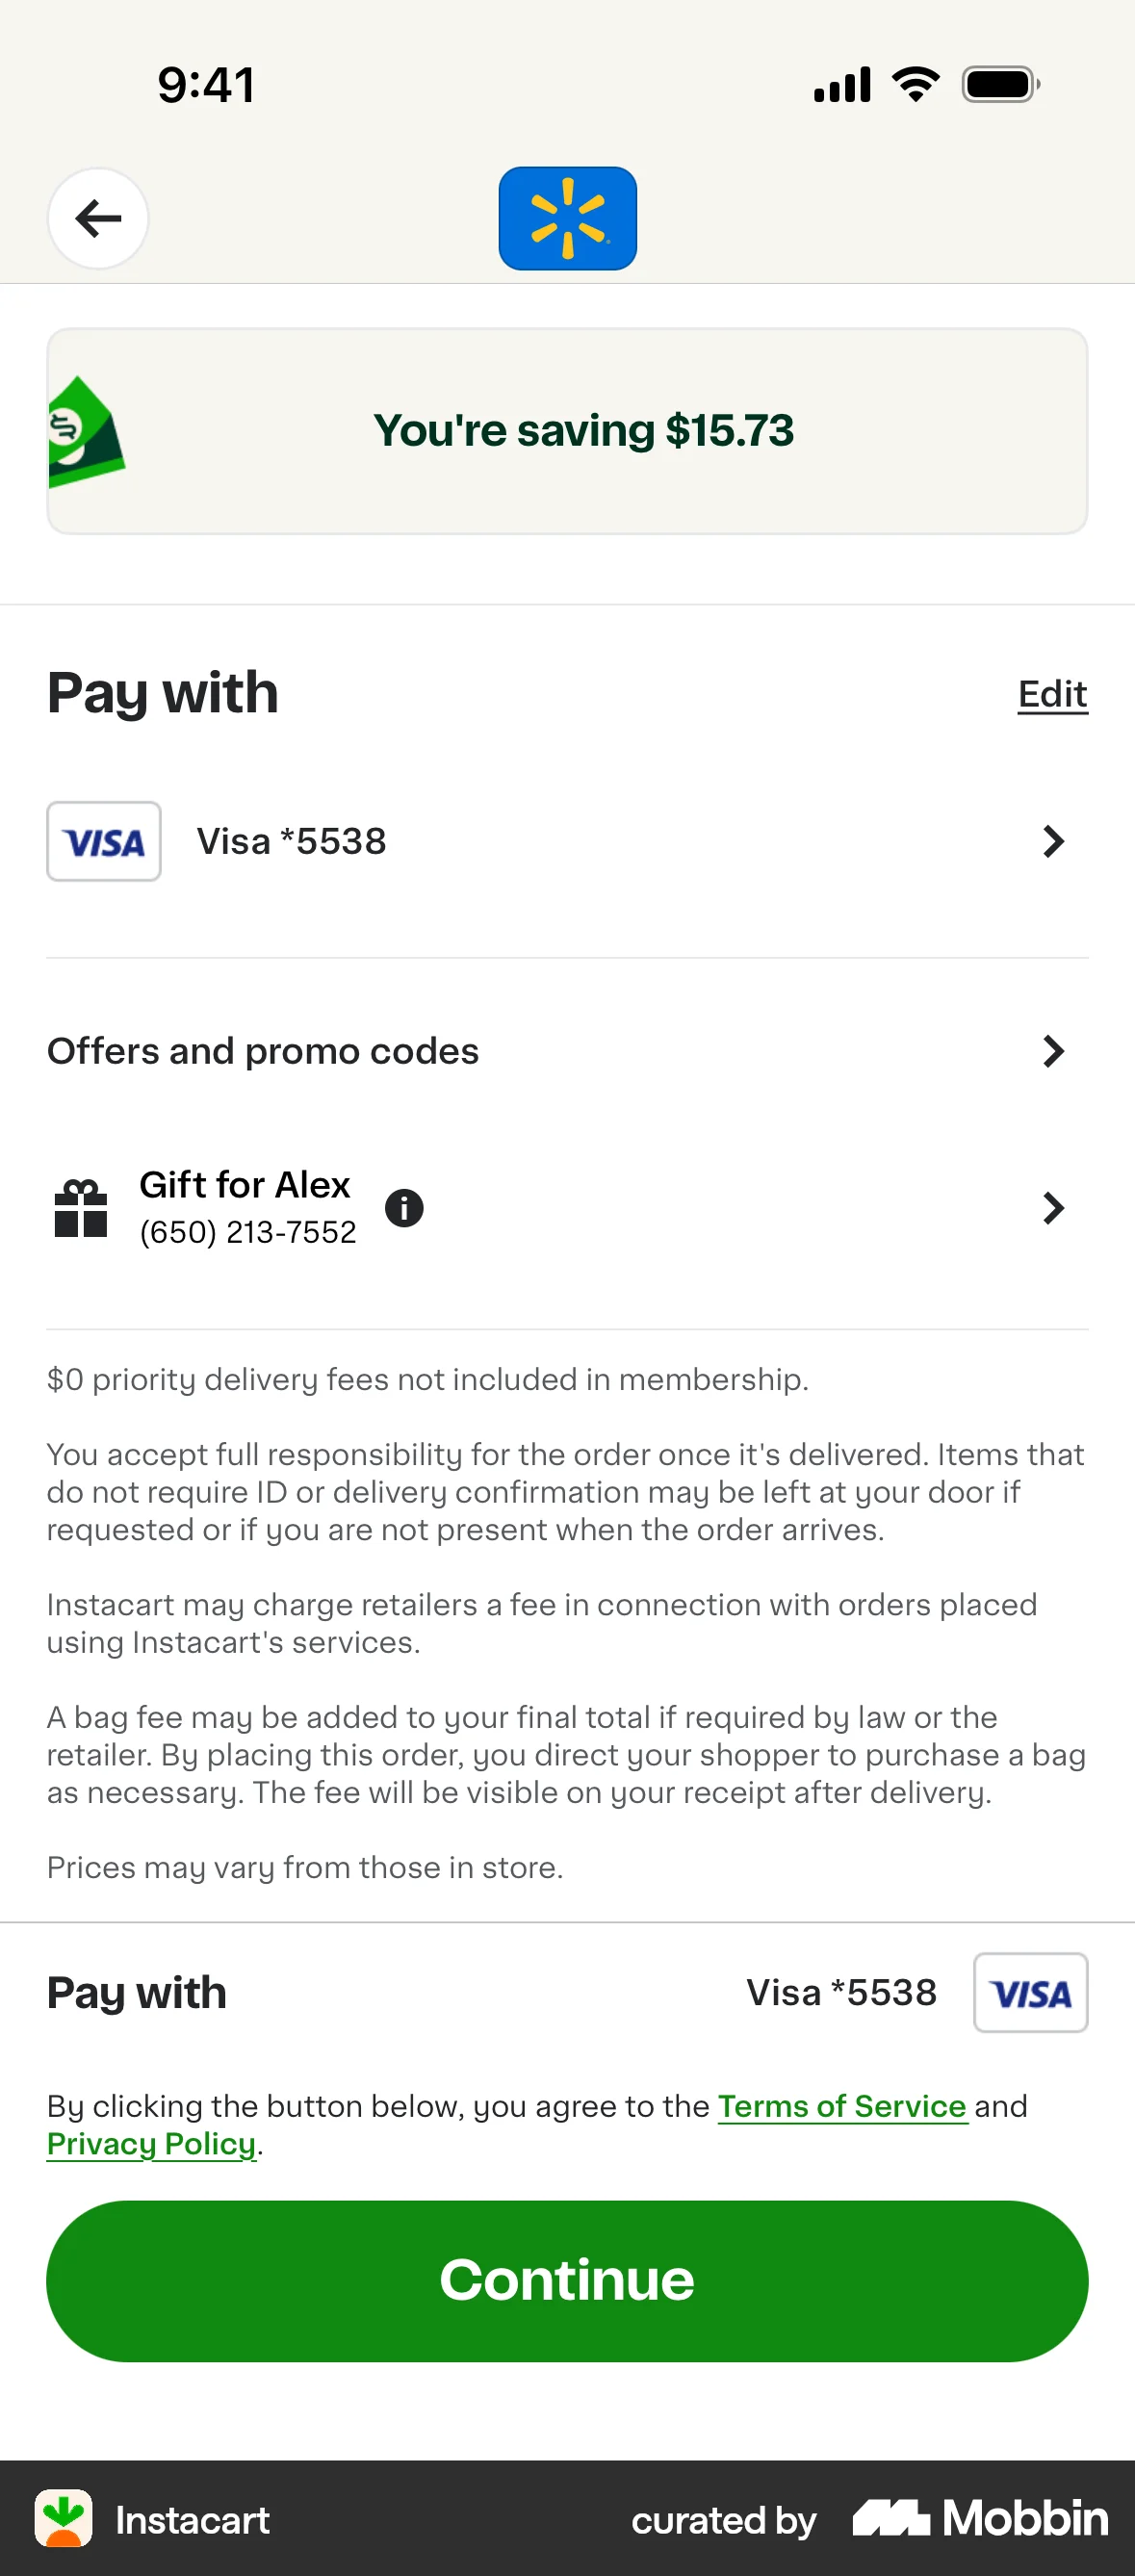 9:41
You're saving $15.73
Pay with
Edit
VISA
Visa *5538
Offers and promo codes
Gift for Alex
(650) 213-7552
$0 priority delivery fees not included in membership.
You accept full responsibility for the order once it's delivered. Items that
do not require ID or delivery confirmation may be left at your door if
requested or if you are not present when the order arrives.
Instacart may charge retailers a fee in connection with orders placed
using Instacart's services.
A bag fee may be added to your final total if required by law or the
retailer. By placing this order, you direct your shopper to purchase a bag
as necessary. The fee will be visible on your receipt after delivery.
Prices may vary from those in store.
Pay with
Visa *5538
VISA
By clicking the button below, you agree to the Terms of Service and
Privacy Policy.
Continue
Instacart
curated by
Mobbin